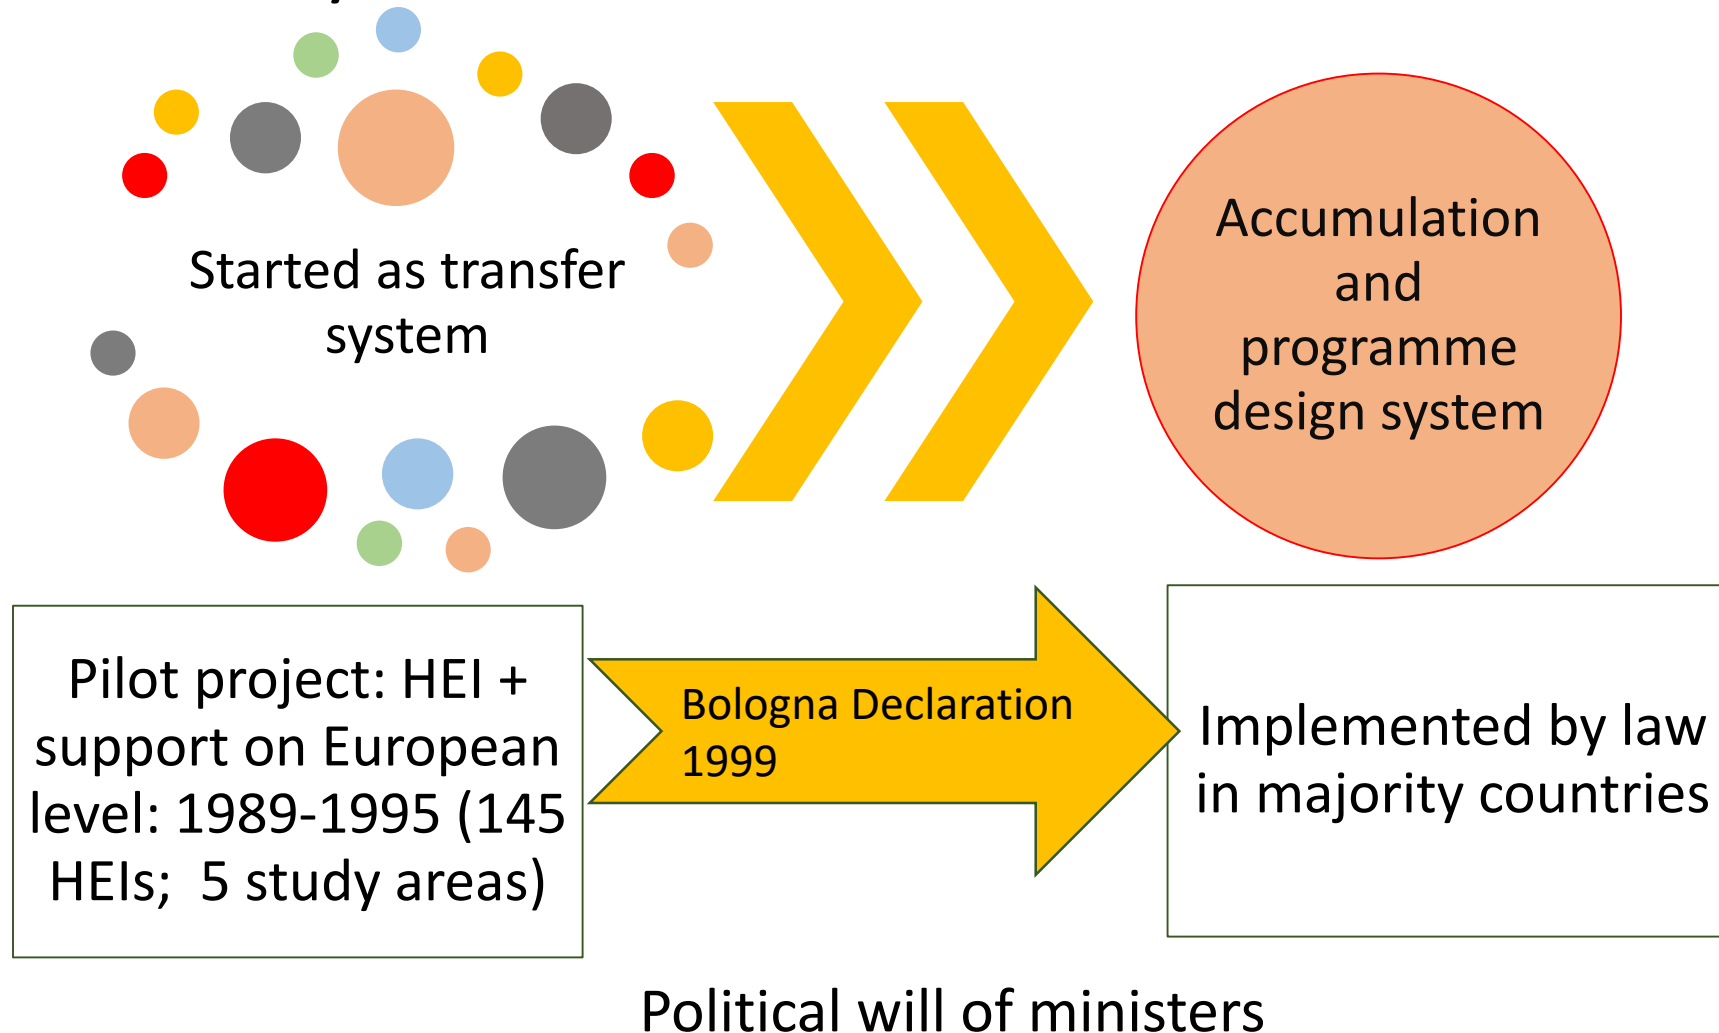 Started as transfer
system
Accumulation
and
programme
design system
Pilot project: HEI +
support on European
level: 1989-1995 (145
HEIs;  5 study areas)
Bologna Declaration
1999
Implemented by law
in majority countries
Political will of ministers